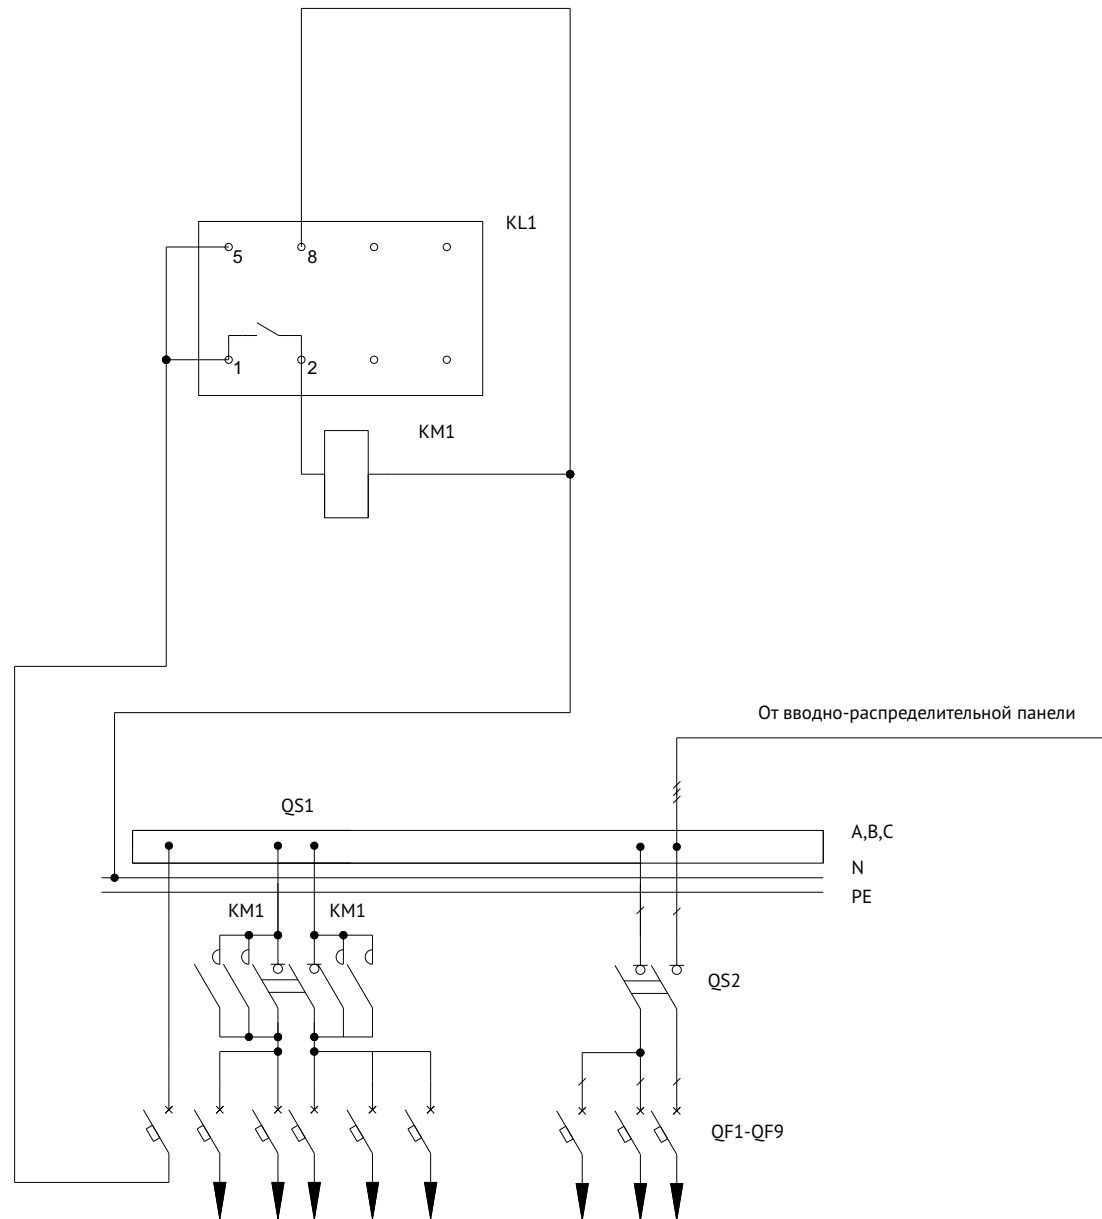 KL1
5
8
1
2
KM1
От вводно-распределительной панели
QS1
A,B,C
N
PE
KM1
KM1
QS2
QF1-QF9